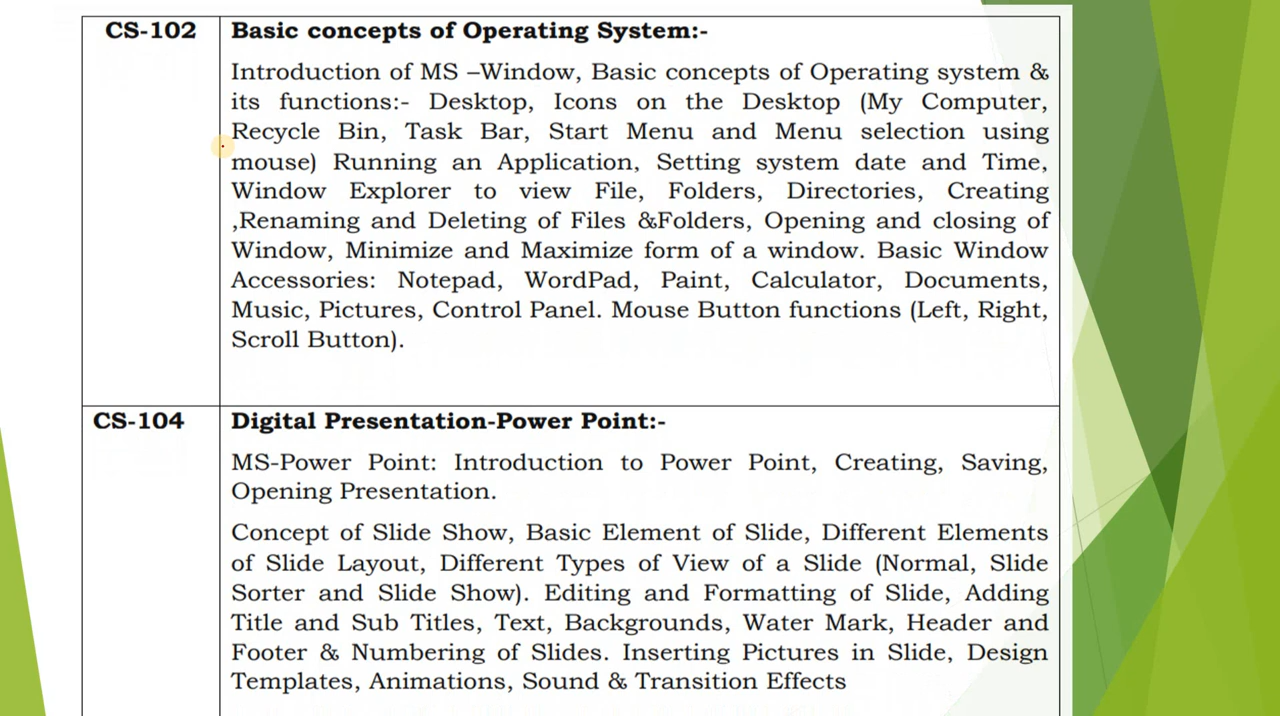 CS-102
Basic concepts of Operating System:-
Introduction of MS –Window, Basic concepts of Operating system &
its functions:- Desktop, Icons on the Desktop (My Computer,
Recycle Bin, Task Bar, Start Menu and Menu selection using
mouse) Running an Application, Setting system date and Time,
Window Explorer to view File, Folders, Directories, Creating
,Renaming and Deleting of Files &Folders, Opening and closing of
Window, Minimize and Maximize form of a window. Basic Window
Accessories: Notepad, WordPad, Paint, Calculator, Documents,
Music, Pictures, Control Panel. Mouse Button functions (Left, Right,
Scroll Button).
CS-104
Digital Presentation-Power Point:-
MS-Power Point: Introduction to Power Point, Creating, Saving,
Opening Presentation.
Concept of Slide Show, Basic Element of Slide, Different Elements
of Slide Layout, Different Types of View of a Slide (Normal, Slide
Sorter and Slide Show). Editing and Formatting of Slide, Adding
Title and Sub Titles, Text, Backgrounds, Water Mark, Header and
Footer & Numbering of Slides. Inserting Pictures in Slide, Design
Templates, Animations, Sound & Transition Effects